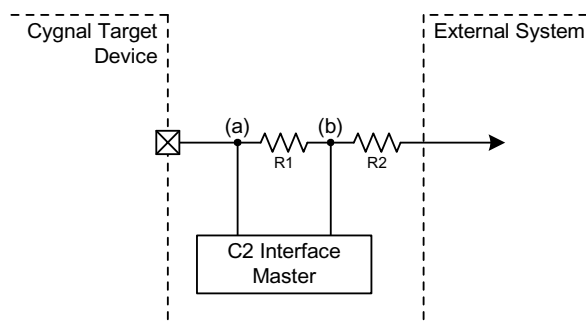 Cygnal Target
Device
External System
(a)
(b)
R1
R2
C2 Interface
Master